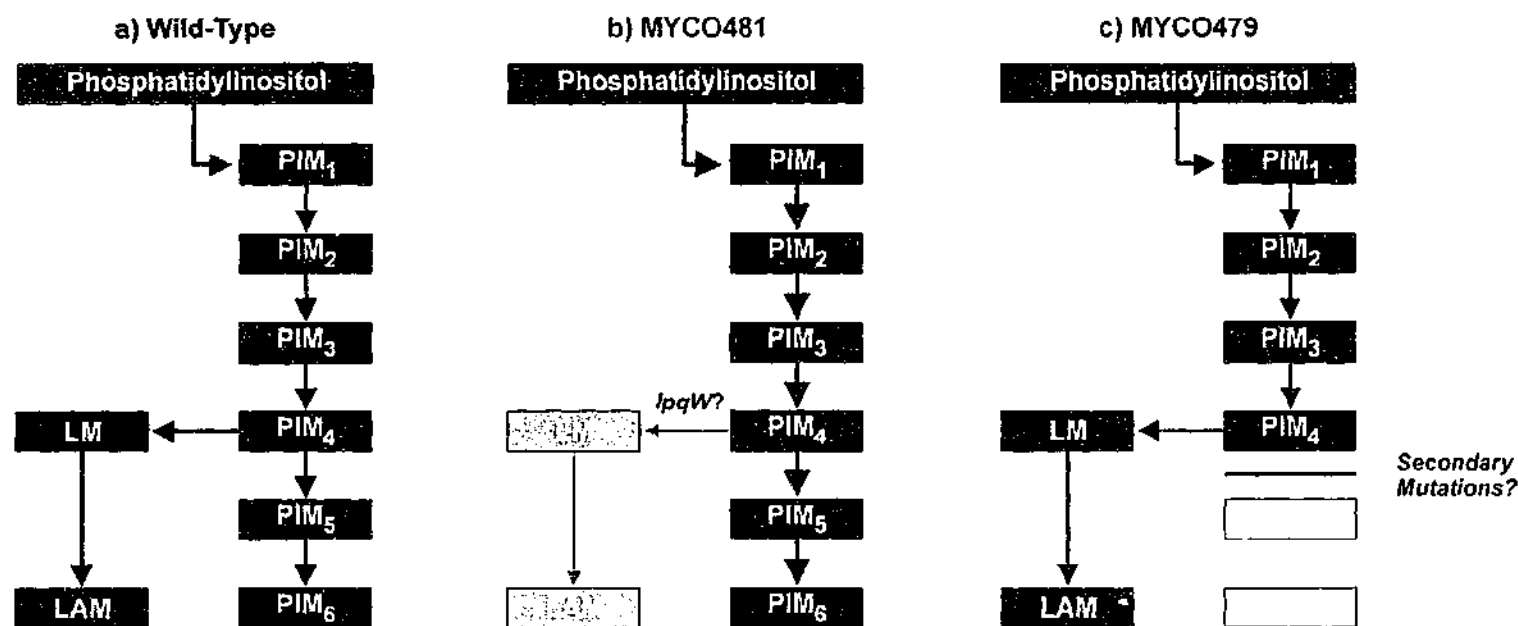 a) Wild-Type
Phosphatidylinositol
PIM1
PIM2
PIM3
LM
PIM4
PIM5
LAM
PIM6
b) MYCO481
Phosphatidylinositol
PIM1
PIM2
PIM3
lpqW?
PIM4
PIM5
PIM6
c) MYCO479
Phosphatidylinositol
PIM1
PIM2
PIM3
LM
PIM4
Secondary
Mutations?
LAM